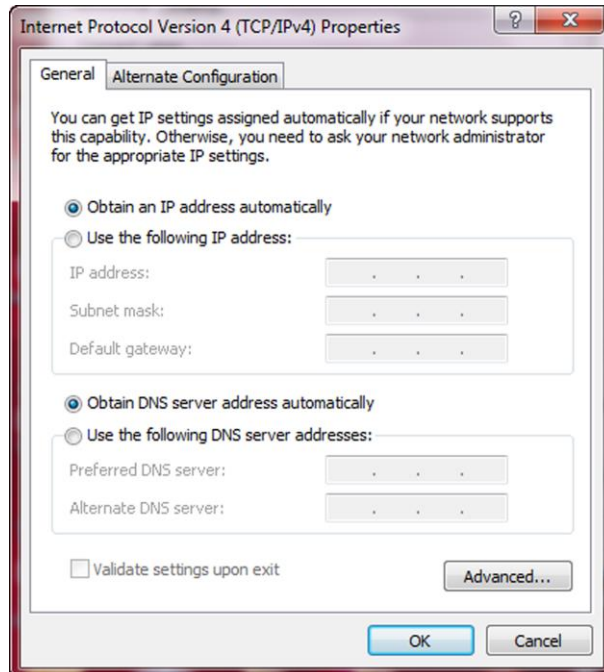 Internet Protocol Version 4 (TCP/IPv4) Properties
General
Alternate Configuration
You can get IP settings assigned automatically if your network supports
this capability. Otherwise, you need to ask your network administrator
for the appropriate IP settings.
Obtain an IP address automatically
Use the following IP address:
IP address:
Subnet mask:
Default gateway:
Obtain DNS server address automatically
Use the following DNS server addresses:
Preferred DNS server:
Alternate DNS server:
Validate settings upon exit
Advanced...
OK
Cancel